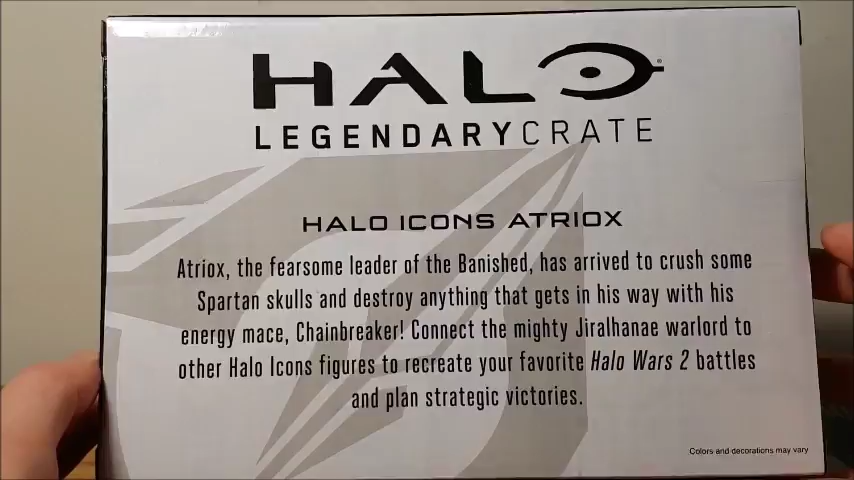 HALO
LEGENDARYCRATE
HALO ICONS ATRIOX
Atriox, the fearsome leader of the Banished, has arrived to crush some
Spartan skulls and destroy anything that gets in his way with his
energy mace, Chainbreaker! Connect the mighty Jiralhanae warlord to
other Halo Icons figures to recreate your favorite Halo Wars 2 battles
and plan strategic victories.
Colors and decorations may vary